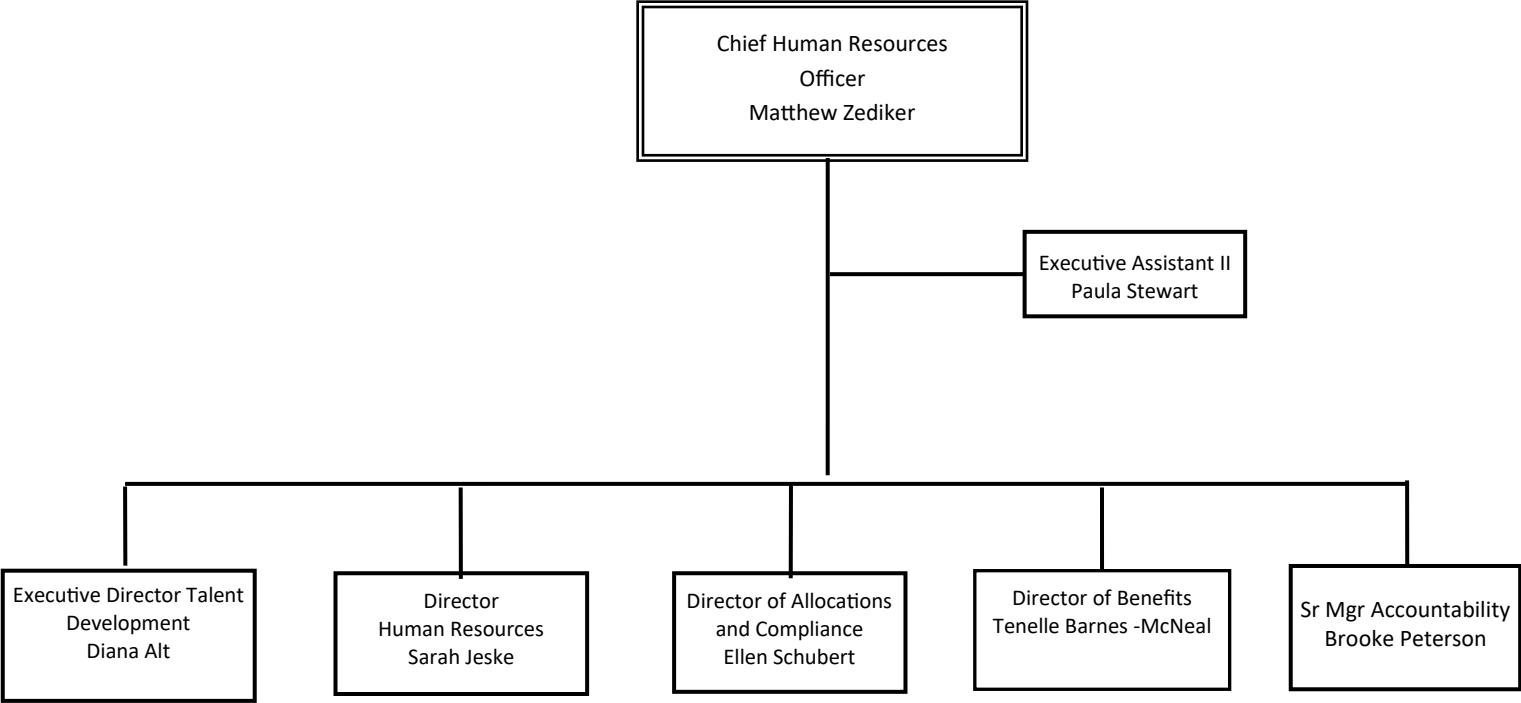 Chief Human Resources
Officer
Matthew Zediker
Executive Assistant II
Paula Stewart
Executive Director Talent
Development
Diana Alt
Director
Human Resources
Sarah Jeske
Director of Allocations
and Compliance
Ellen Schubert
Director of Benefits
Tenelle Barnes -McNeal
Sr Mgr Accountability
Brooke Peterson